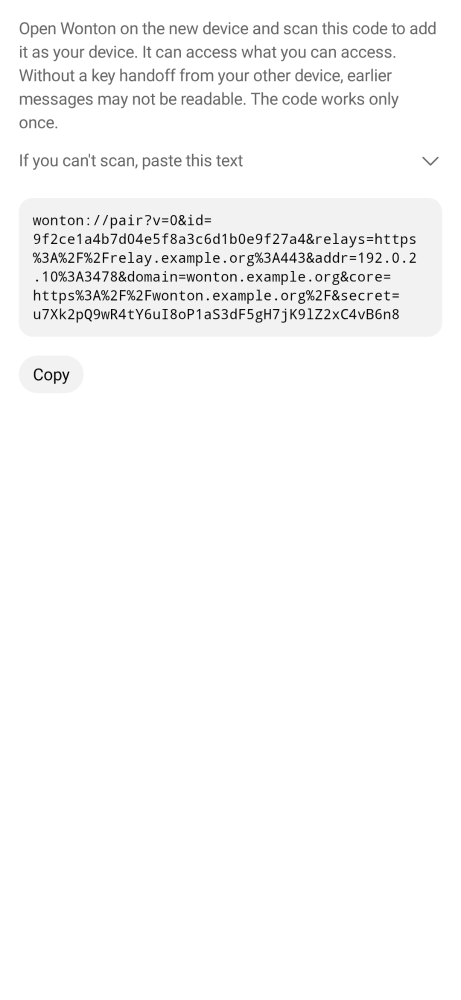 Open Wonton on the new device and scan this code to add
it as your device. It can access what you can access.
Without a key handoff from your other device, earlier
messages may not be readable. The code works only
once.
If you can't scan, paste this text
wonton://pair?v=0&id=
9f2ce1a4b7d04e5f8a3c6d1b0e9f27a4&relays=https
%3A%2F%2Frelay.example.org%3A443&addr=192.0.2
.10%3A3478&domain=wonton.example.org&core=
https%3A%2F%2Fwonton.example.org%2F&secret=
u7Xk2pQ9wR4tY6uI8oP1aS3dF5gH7jK9lZ2xC4vB6n8
Copy